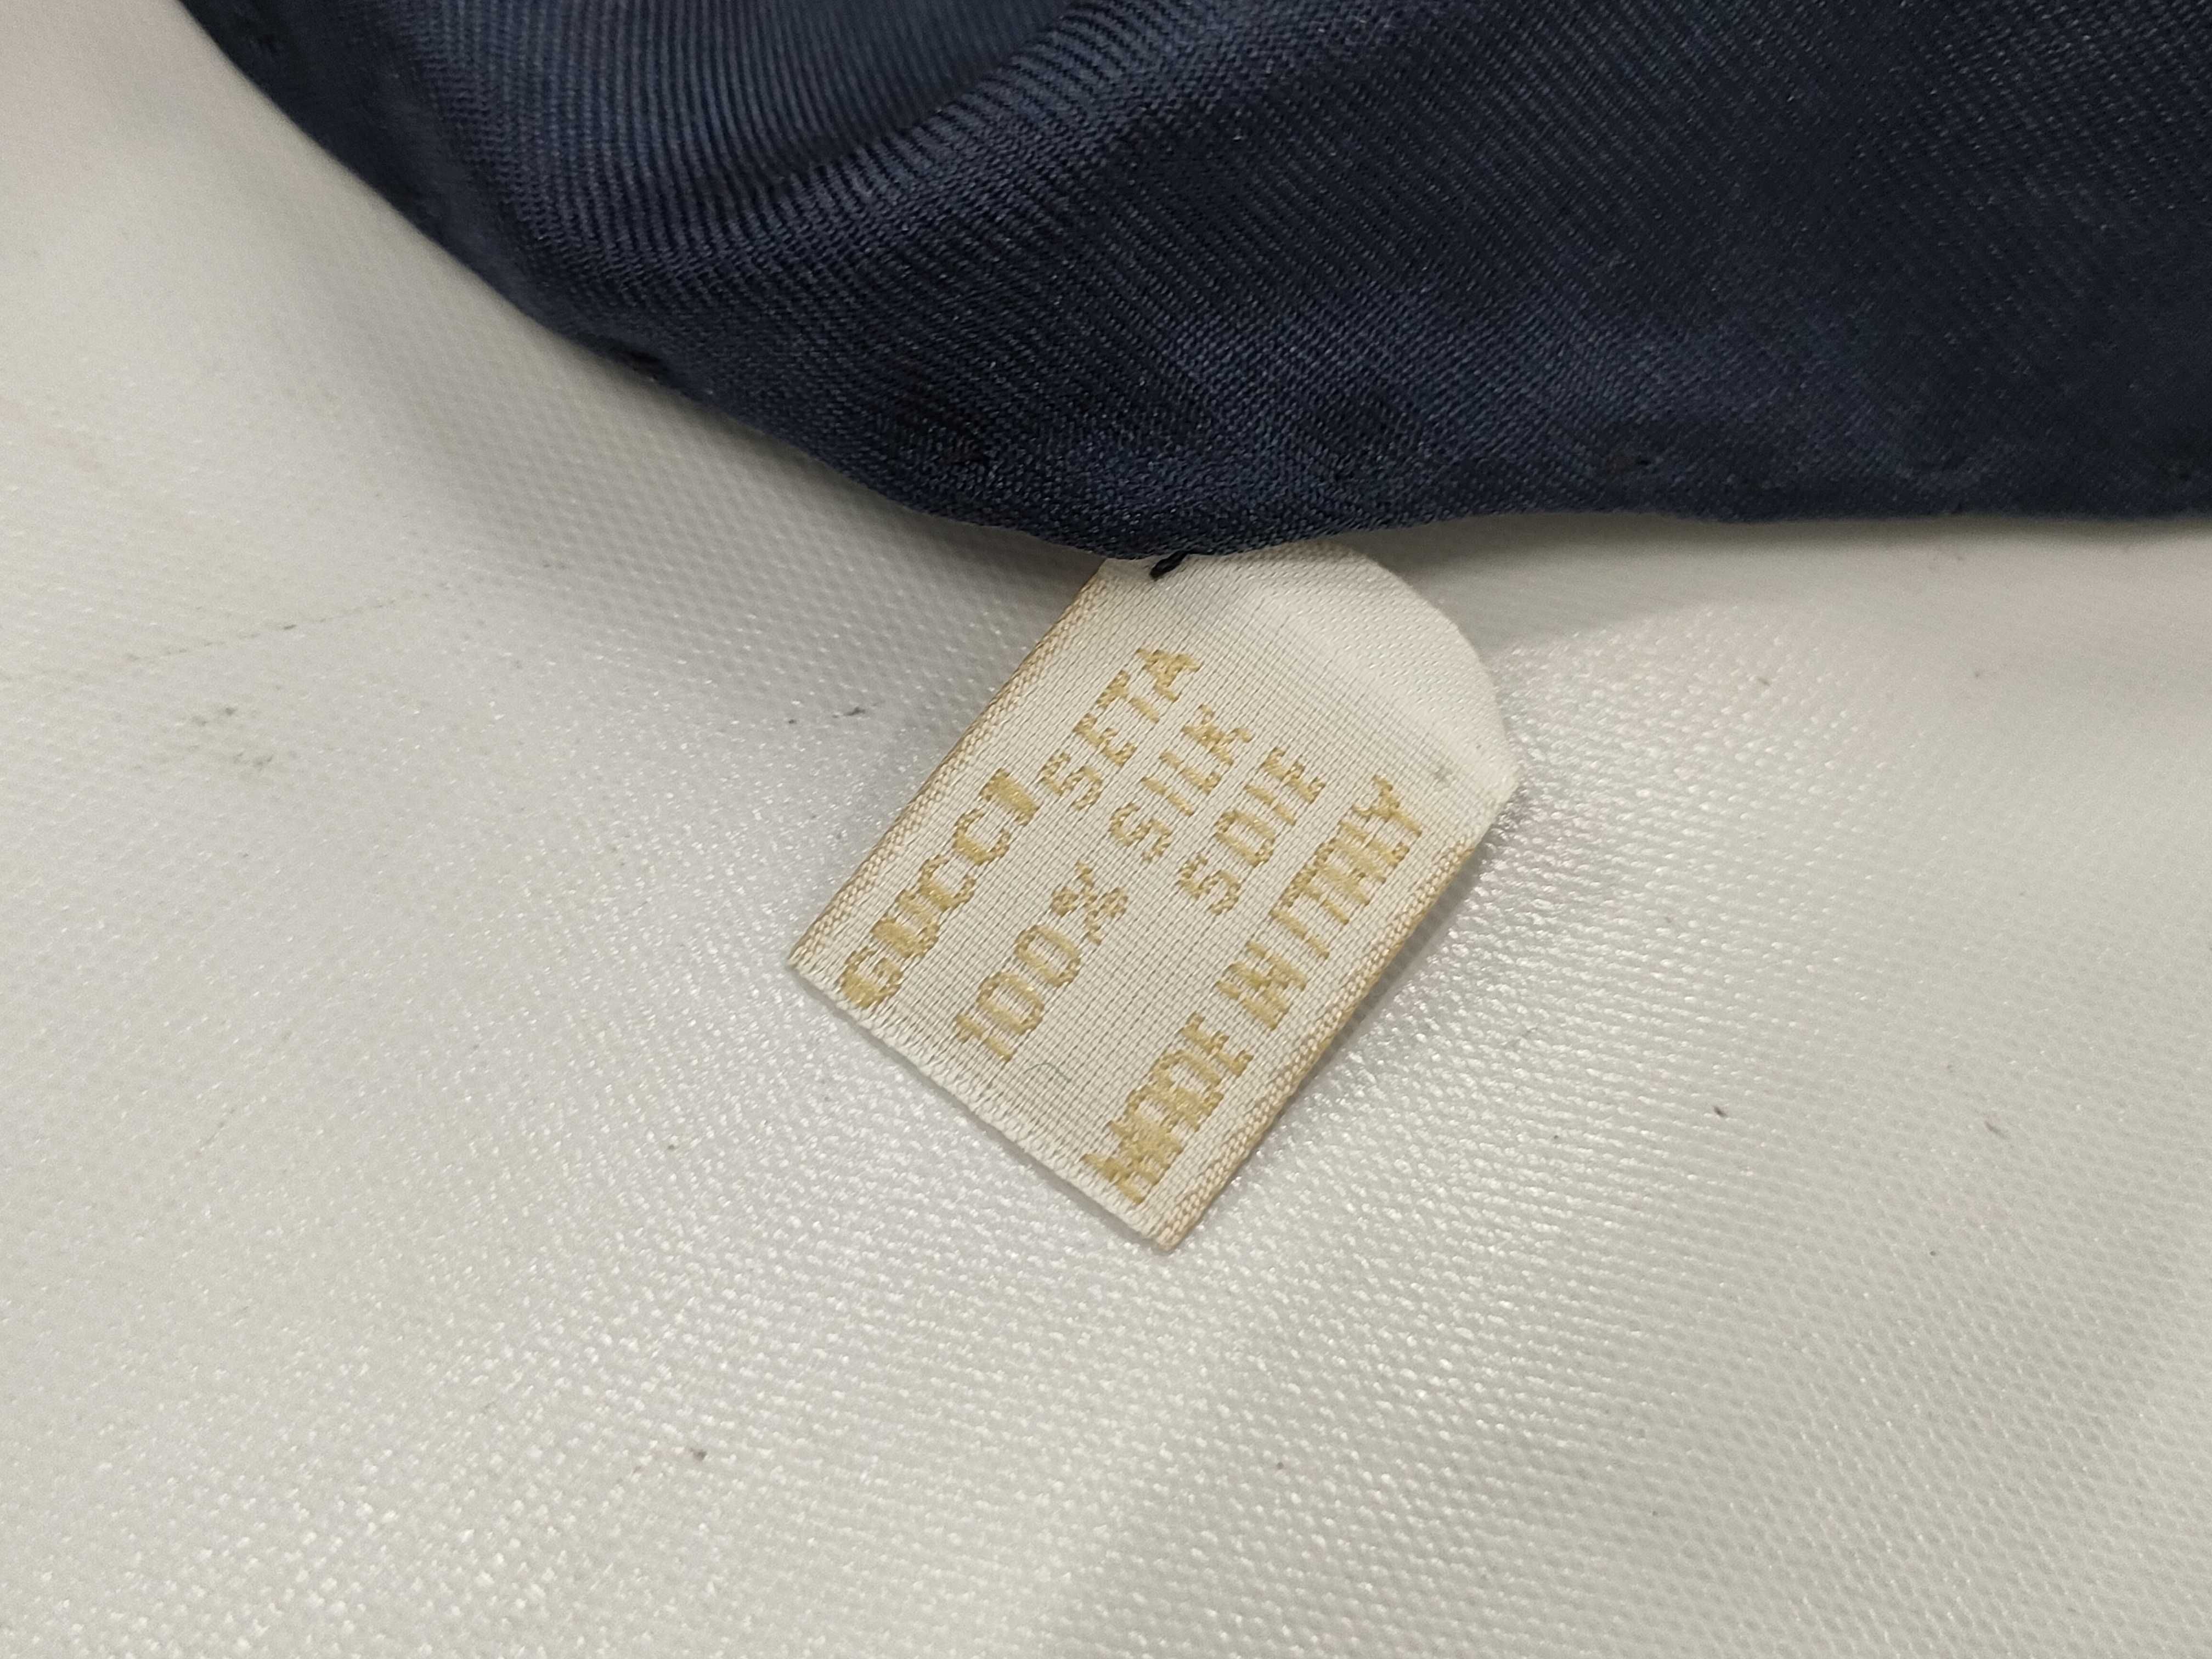 GUCCI
SETA
100% SILK
SOIE
MADE IN ITALY